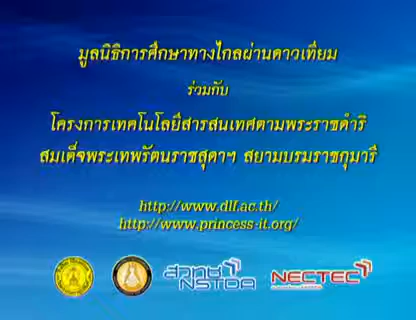 มูลนิธิการศึกษาทางไกลผ่านดาวเทียม
ร่วมกับ
โครงการเทคโนโลยีสารสนเทศตามพระราชดำริ
สมเด็จพระเทพรัตนราชสุดาฯ สยามบรมราชกุมารี
http://www.dlf.ac.th/
http://www.princess-it.org/
สวทช
NSTDA
NECTEC